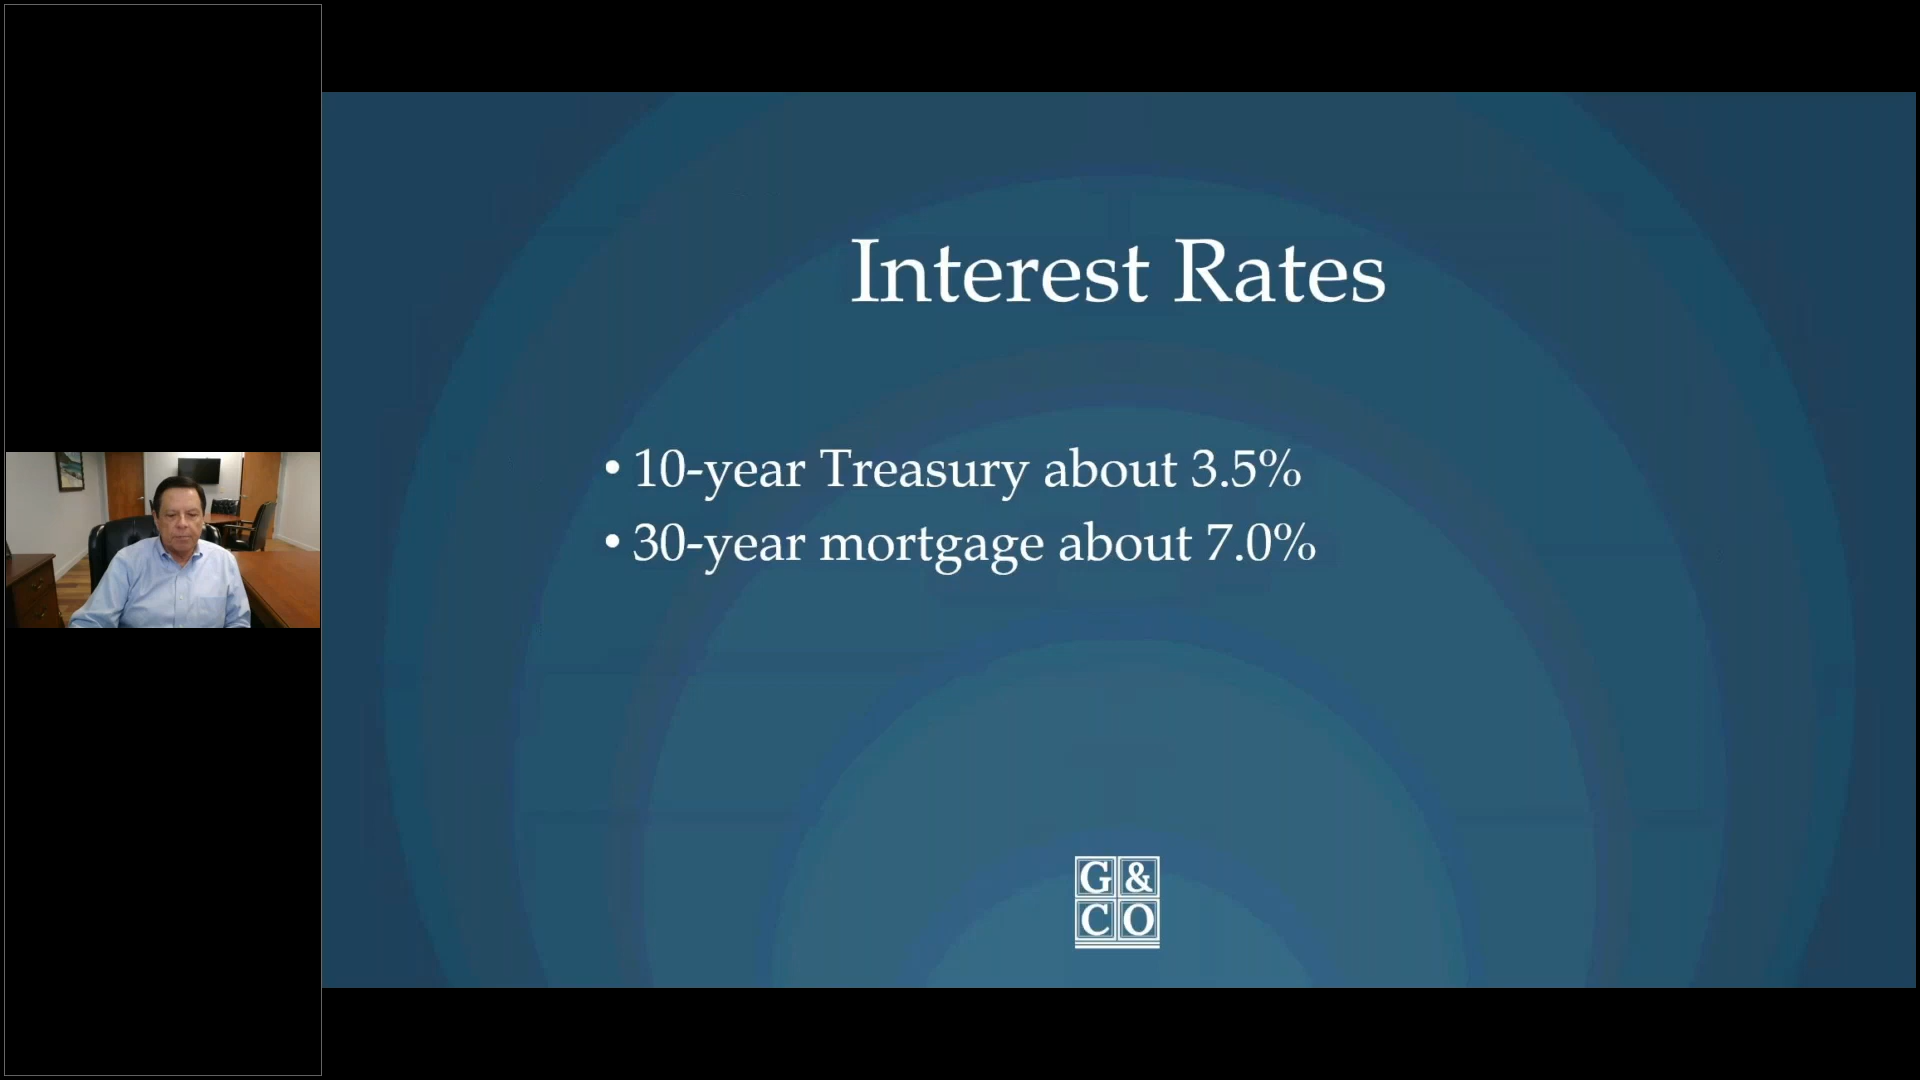 Interest Rates
• 10-year Treasury about 3.5%
• 30-year mortgage about 7.0%
G &
CO